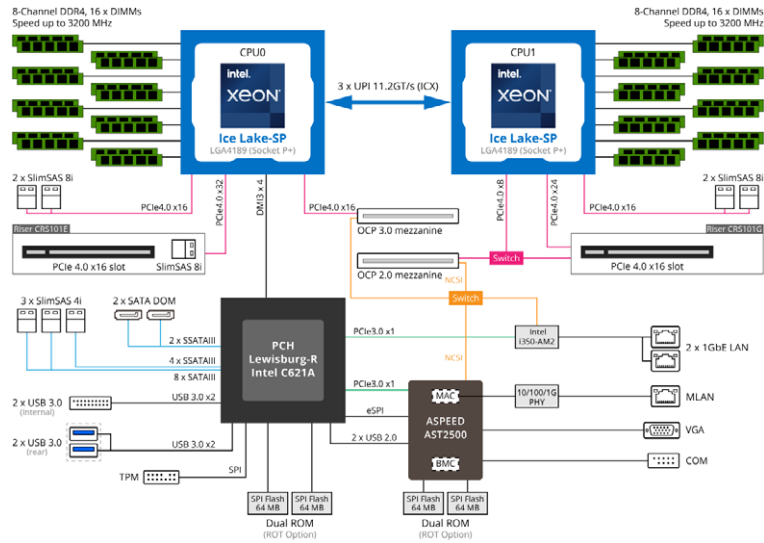 8-Channel DDR4, 16 x DIMMs
Speed up to 3200 MHz
8-Channel DDR4, 16 x DIMMs
Speed up to 3200 MHz
CPU0
intel.
XEON
Ice Lake-SP
LGA4189 (Socket P+)
3 x UPI 11.2GT/s (ICX)
CPU1
intel.
XEON
Ice Lake-SP
LGA4189 (Socket P+)
2 x SlimSAS 8i
PCIe4.0 x16
PCIe4.0 x32
DMI3 x 4
PCIe4.0 x16
PCIe4.0 x8
PCIe4.0 x24
PCIe4.0 x16
2 x SlimSAS 8i
Riser CRS101E
PCIe 4.0 x16 slot
SlimSAS 8i
OCP 3.0 mezzanine
OCP 2.0 mezzanine
Switch
Riser CRS101G
PCIe 4.0 x16 slot
NCSI
Switch
3 x SlimSAS 4i
2 x SATA DOM
2 x SSATAIII
4 x SSATAIII
8 x SATAIII
PCH
Lewisburg-R
Intel C621A
PCIe3.0 x1
Intel
i350-AM2
2 x 1GbE LAN
NCSI
PCIe3.0 x1
2 x USB 3.0
(internal)
USB 3.0 x2
eSPI
2 x USB 2.0
MAC
ASPEED
AST2500
BMC
10/100/1G
PHY
MLAN
VGA
COM
2 x USB 3.0
(rear)
USB 3.0 x2
TPM
SPI
SPI Flash
64 MB
SPI Flash
64 MB
Dual ROM
(ROT Option)
SPI Flash
64 MB
SPI Flash
64 MB
Dual ROM
(ROT Option)